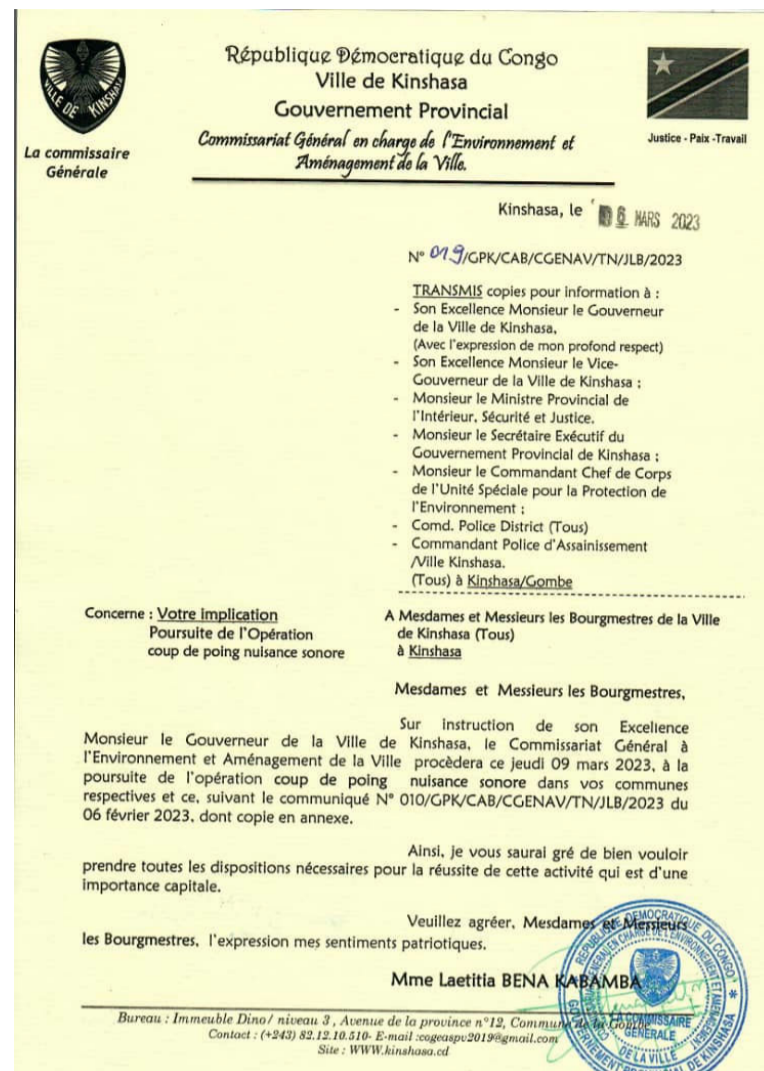 République Démocratique du Congo
Ville de Kinshasa
Gouvernement Provincial
Commissariat Général en charge de l'Environnement et
Aménagement de la Ville.
VILLE DE KINSHASA
La commissaire
Générale
Justice - Paix -Travail
Kinshasa, le 06 MARS 2023
N° 019/GPK/CAB/CGENAV/TN/JLB/2023
TRANSMIS copies pour information à :
- Son Excellence Monsieur le Gouverneur
de la Ville de Kinshasa,
(Avec l'expression de mon profond respect)
- Son Excellence Monsieur le Vice-
Gouverneur de la Ville de Kinshasa ;
- Monsieur le Ministre Provincial de
l'Intérieur, Sécurité et Justice.
- Monsieur le Secrétaire Exécutif du
Gouvernement Provincial de Kinshasa ;
- Monsieur le Commandant Chef de Corps
de l'Unité Spéciale pour la Protection de
l'Environnement ;
- Comd. Police District (Tous)
- Commandant Police d'Assainissement
/Ville Kinshasa.
(Tous) à Kinshasa/Gombe
Concerne : Votre implication
Poursuite de l'Opération
coup de poing nuisance sonore
A Mesdames et Messieurs les Bourgmestres de la Ville
de Kinshasa (Tous)
à Kinshasa
Mesdames et Messieurs les Bourgmestres,
Sur instruction de son Excellence
Monsieur le Gouverneur de la Ville de Kinshasa, le Commissariat Général à
l'Environnement et Aménagement de la Ville procèdera ce jeudi 09 mars 2023, à la
poursuite de l'opération coup de poing nuisance sonore dans vos communes
respectives et ce, suivant le communiqué N° 010/GPK/CAB/CGENAV/TN/JLB/2023 du
06 février 2023, dont copie en annexe.
Ainsi, je vous saurai gré de bien vouloir
prendre toutes les dispositions nécessaires pour la réussite de cette activité qui est d'une
importance capitale.
Veuillez agréer, Mesdames et Messieurs
les Bourgmestres, l'expression mes sentiments patriotiques.
Mme Laetitia BENA KABAMBA
REPUBLIQUE DEMOCRATIQUE DU CONGO
GOUVERNEMENT PROVINCIAL DE KINSHASA
LA COMMISSAIRE
GENERALE
Bureau : Immeuble Dino/ niveau 3 , Avenue de la province n°12, Commune de la Gombe
Contact : (+243) 82.12.10.510- E-mail :cogeaspv2019@gmail.com
Site : WWW.kinshasa.cd